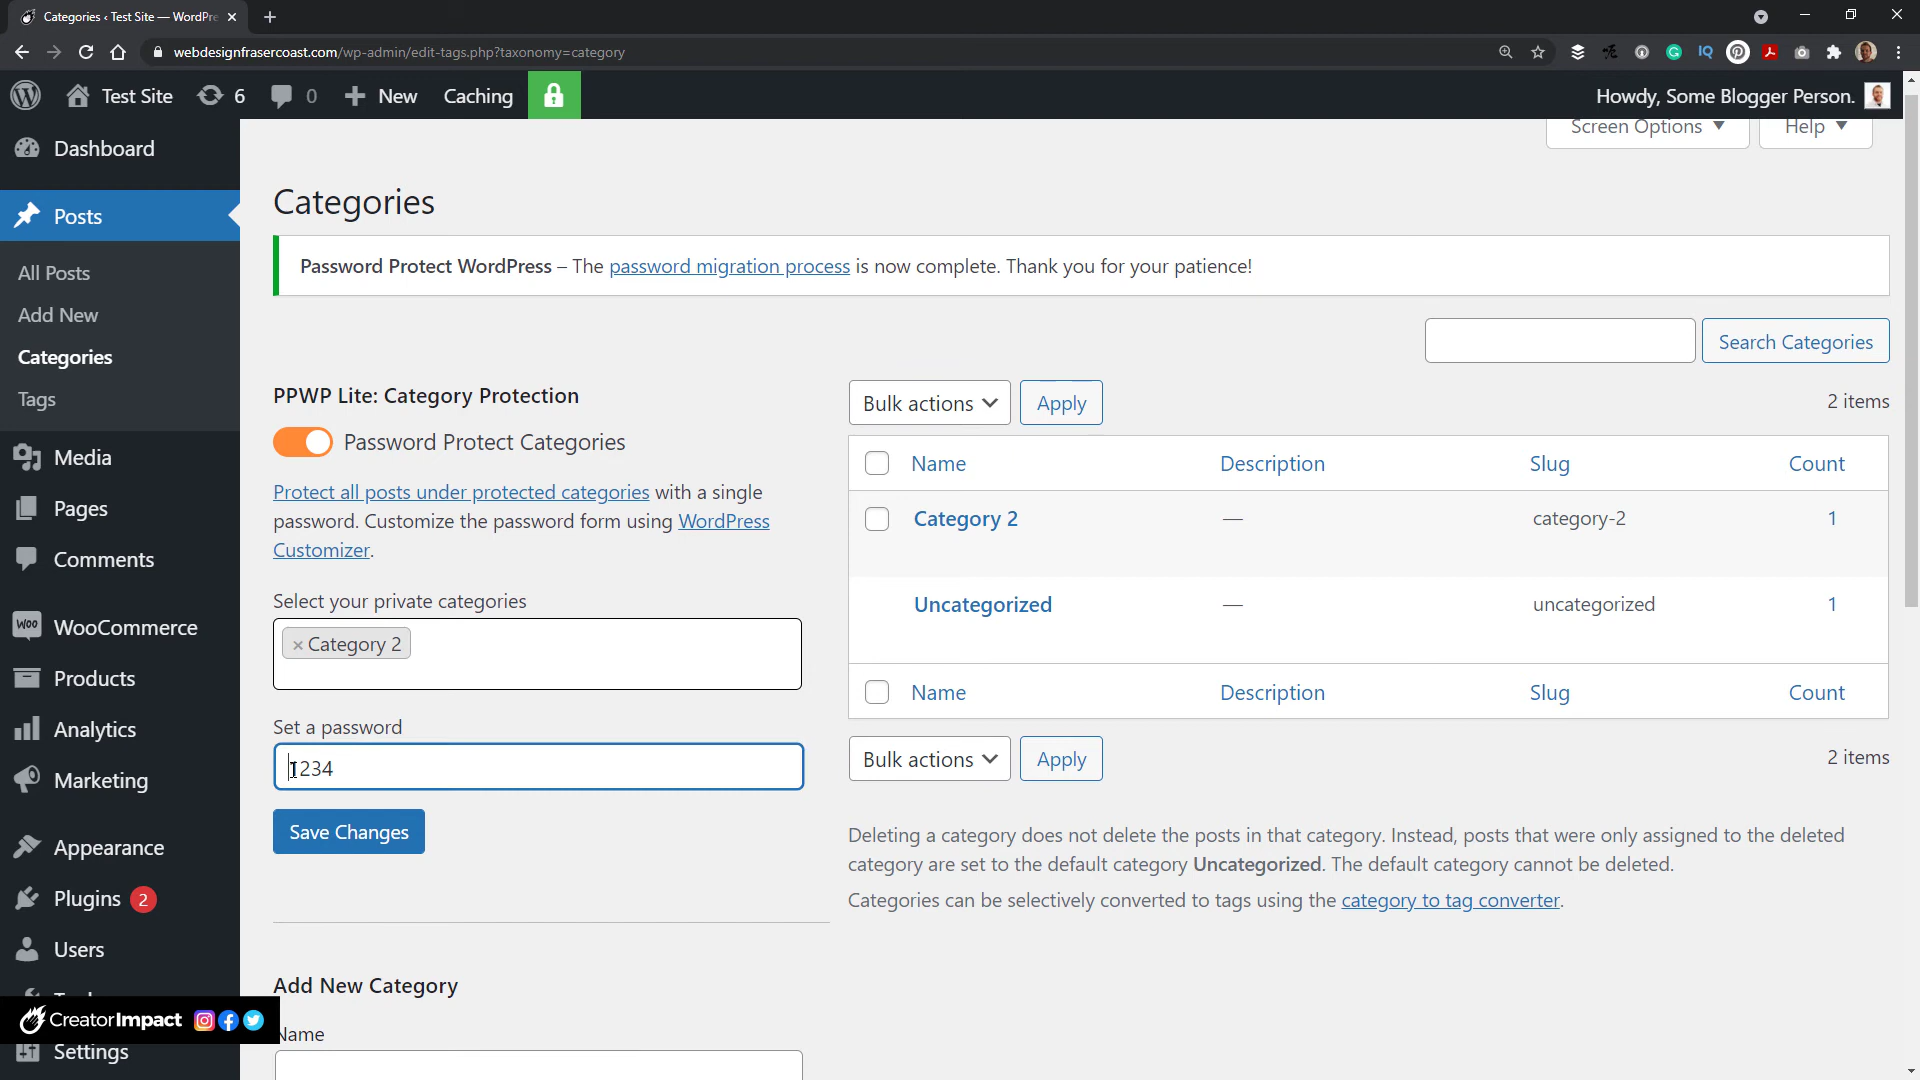 Categories ‹ Test Site — WordPre
webdesignfrasercoast.com/wp-admin/edit-tags.php?taxonomy=category
Test Site
6
0
New
Caching
Howdy, Some Blogger Person.
Screen Options
Help
Dashboard
Posts
All Posts
Add New
Categories
Tags
Media
Pages
Comments
WooCommerce
Products
Analytics
Marketing
Appearance
Plugins 2
Users
CreatorImpact
Settings
Categories
Password Protect WordPress – The password migration process is now complete. Thank you for your patience!
Search Categories
PPWP Lite: Category Protection
Password Protect Categories
Protect all posts under protected categories with a single
password. Customize the password form using WordPress
Customizer.
Select your private categories
× Category 2
Set a password
1234
Save Changes
Add New Category
Name
Bulk actions
Apply
2 items
Name Description Slug Count
Category 2 — category-2 1
Uncategorized — uncategorized 1
Name Description Slug Count
Bulk actions
Apply
2 items
Deleting a category does not delete the posts in that category. Instead, posts that were only assigned to the deleted
category are set to the default category Uncategorized. The default category cannot be deleted.
Categories can be selectively converted to tags using the category to tag converter.